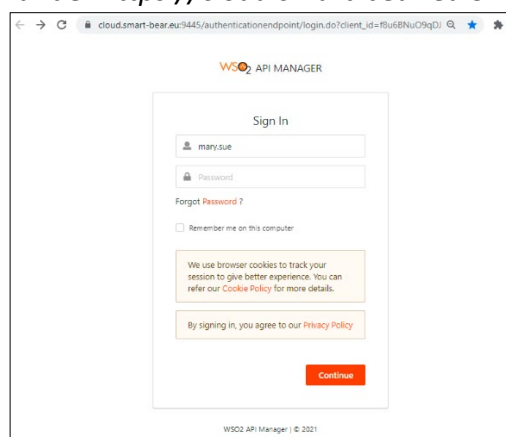 cloud.smart-bear.eu:9445/authenticationendpoint/login.do?client_id=f8u6BNuO9qDJ
WSO2 API MANAGER
Sign In
mary.sue
Password
Forgot Password ?
Remember me on this computer
We use browser cookies to track your
session to give better experience. You can
refer our Cookie Policy for more details.
By signing in, you agree to our Privacy Policy
Continue
WSO2 API Manager | © 2021